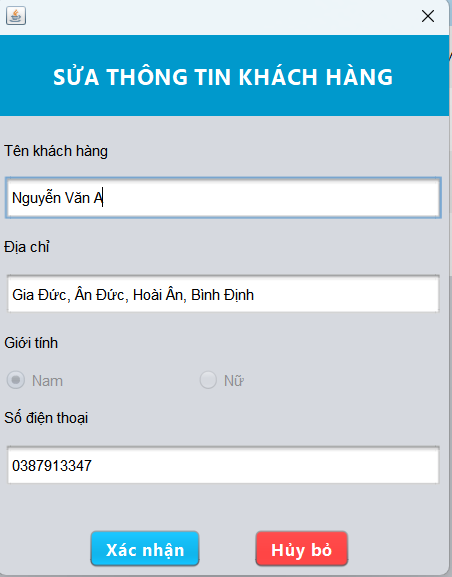 SỬA THÔNG TIN KHÁCH HÀNG
Tên khách hàng
Nguyễn Văn A
Địa chỉ
Gia Đức, Ân Đức, Hoài Ân, Bình Định
Giới tính
Nam Nữ
Số điện thoại
0387913347
Xác nhận Hủy bỏ